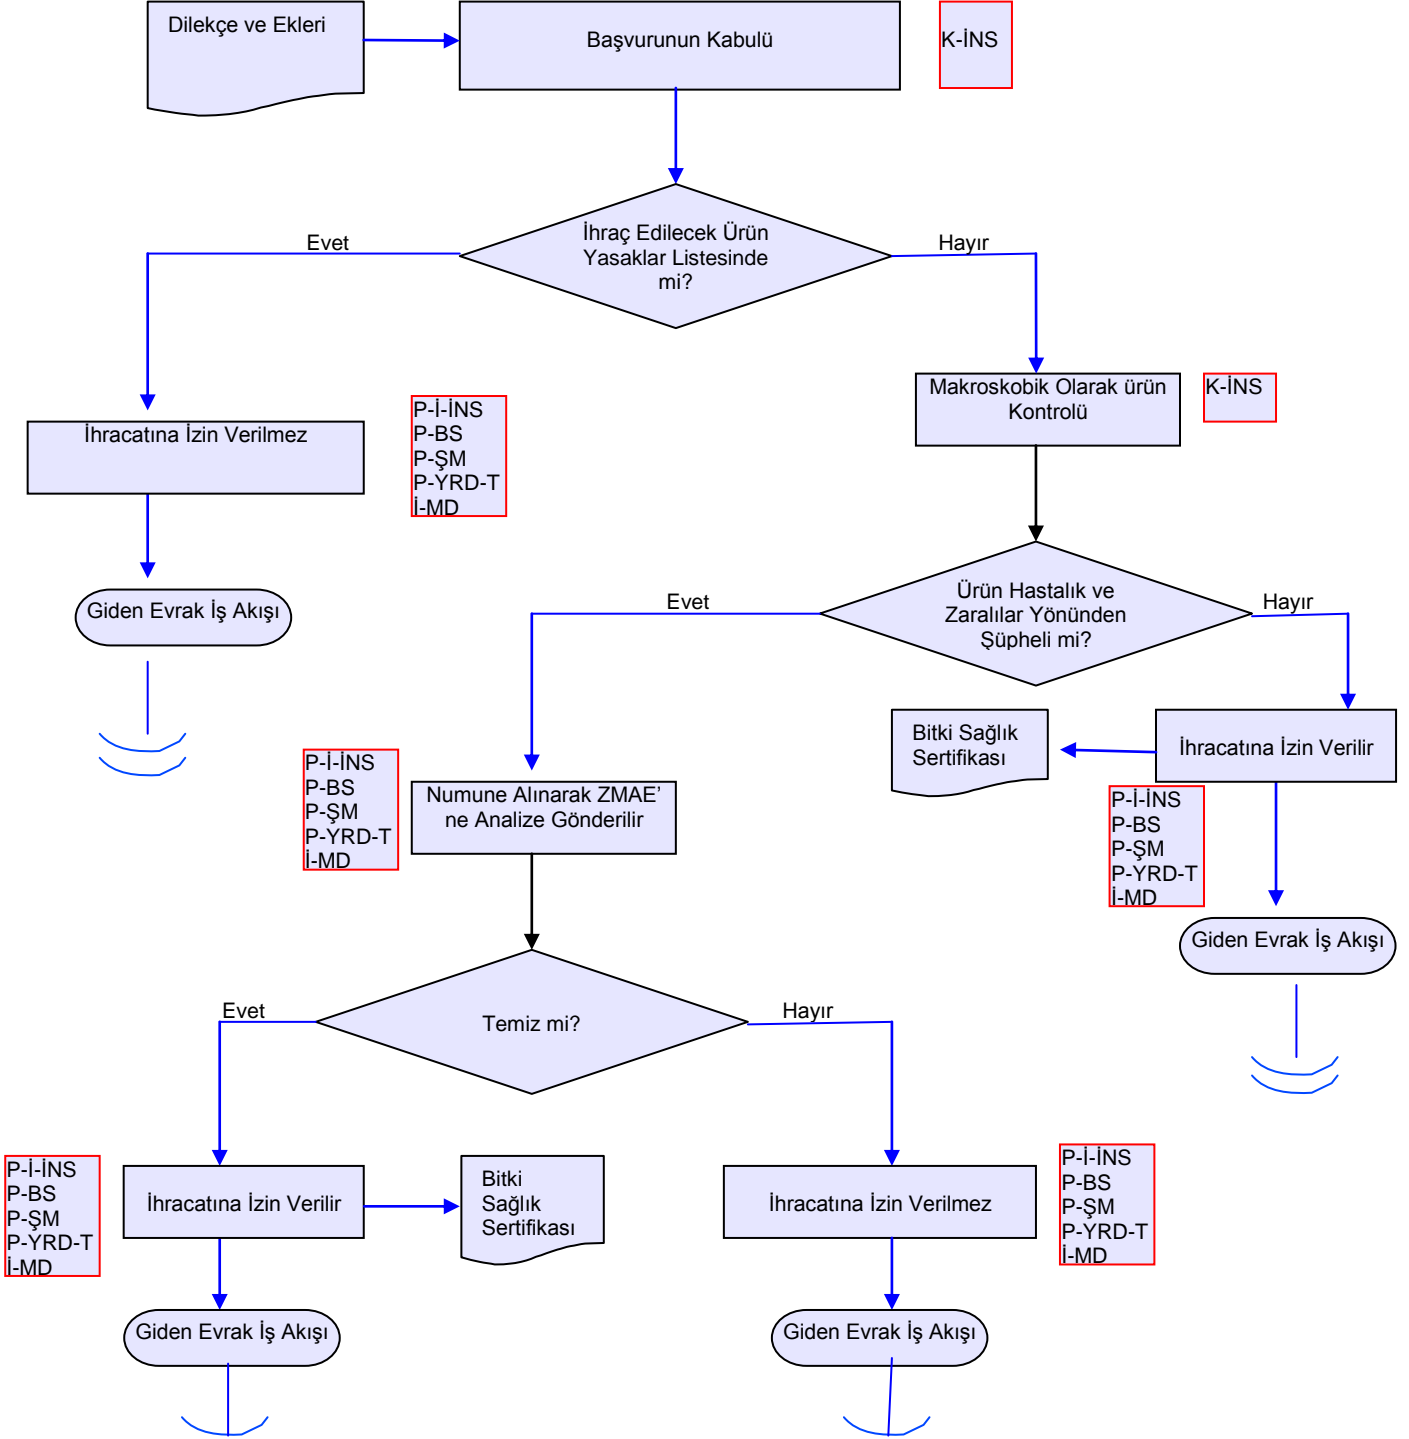 Dilekçe ve Ekleri
Başvurunun Kabulü
K-İNS
İhraç Edilecek Ürün
Yasaklar Listesinde
mi?
Evet
Hayır
Makroskobik Olarak ürün
Kontrolü
K-İNS
İhracatına İzin Verilmez
P-İ-İNS
P-BS
P-ŞM
P-YRD-T
İ-MD
Giden Evrak İş Akışı
Ürün Hastalık ve
Zaralılar Yönünden
Şüpheli mi?
Evet
Hayır
Bitki Sağlık
Sertifikası
İhracatına İzin Verilir
P-İ-İNS
P-BS
P-ŞM
P-YRD-T
İ-MD
Numune Alınarak ZMAE’
ne Analize Gönderilir
P-İ-İNS
P-BS
P-ŞM
P-YRD-T
İ-MD
Giden Evrak İş Akışı
Temiz mi?
Evet
Hayır
P-İ-İNS
P-BS
P-ŞM
P-YRD-T
İ-MD
İhracatına İzin Verilir
Bitki
Sağlık
Sertifikası
İhracatına İzin Verilmez
P-İ-İNS
P-BS
P-ŞM
P-YRD-T
İ-MD
Giden Evrak İş Akışı
Giden Evrak İş Akışı